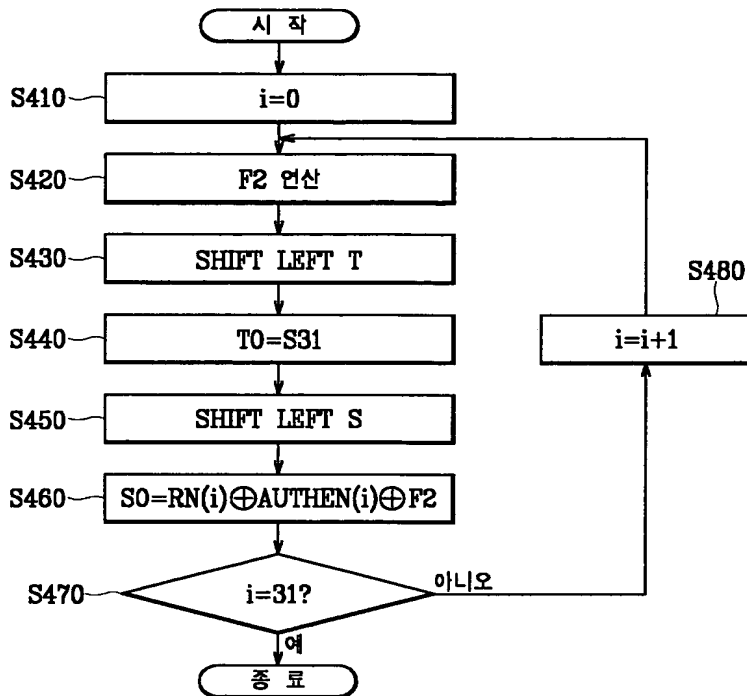 시 작
S410
i=0
S420
F2 연산
S430
SHIFT LEFT T
S480
S440
T0=S31
i=i+1
S450
SHIFT LEFT S
S460
S0=RN(i)⊕AUTHEN(i)⊕F2
S470
i=31?
아니오
예
종 료